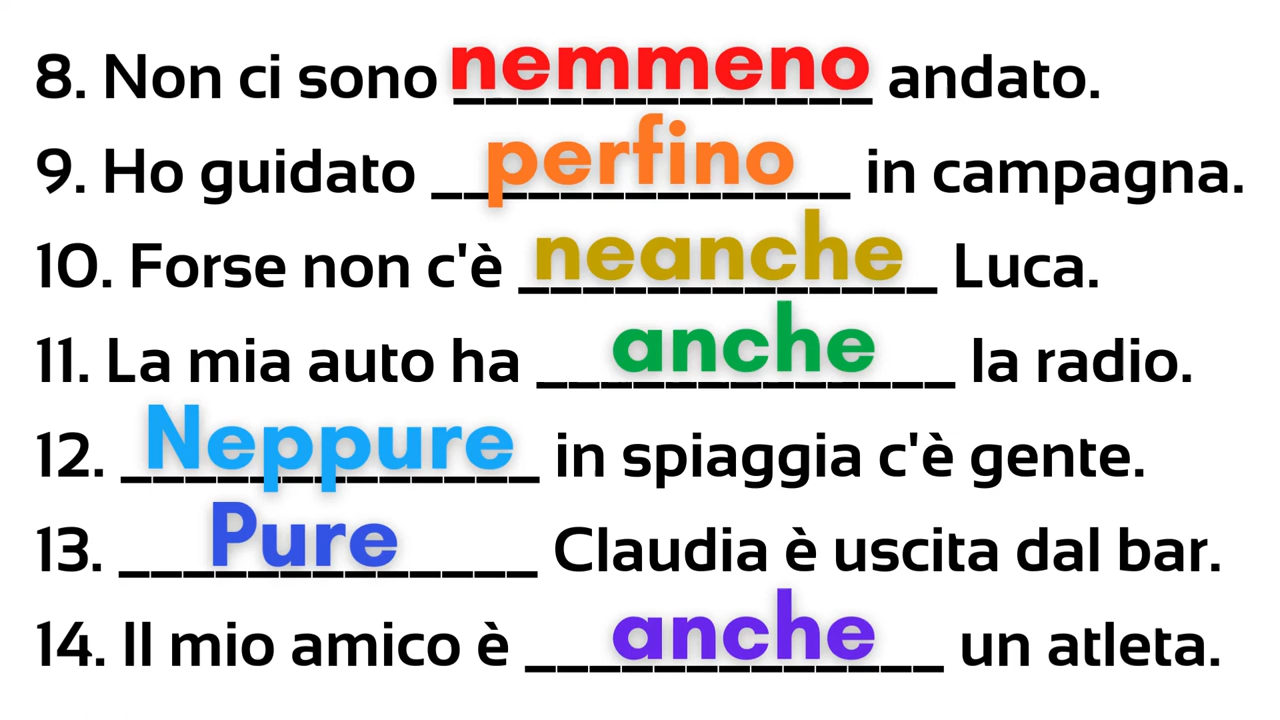 8. Non ci sono nemmeno andato.
9. Ho guidato perfino in campagna.
10. Forse non c'è neanche Luca.
11. La mia auto ha anche la radio.
12. Neppure in spiaggia c'è gente.
13. Pure Claudia è uscita dal bar.
14. Il mio amico è anche un atleta.